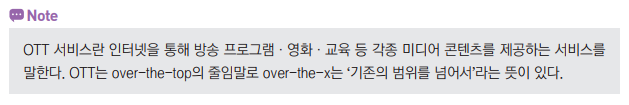 Note
OTT 서비스란 인터넷을 통해 방송 프로그램 · 영화 · 교육 등 각종 미디어 콘텐츠를 제공하는 서비스를
말한다. OTT는 over-the-top의 줄임말로 over-the-x는 ‘기존의 범위를 넘어서’라는 뜻이 있다.